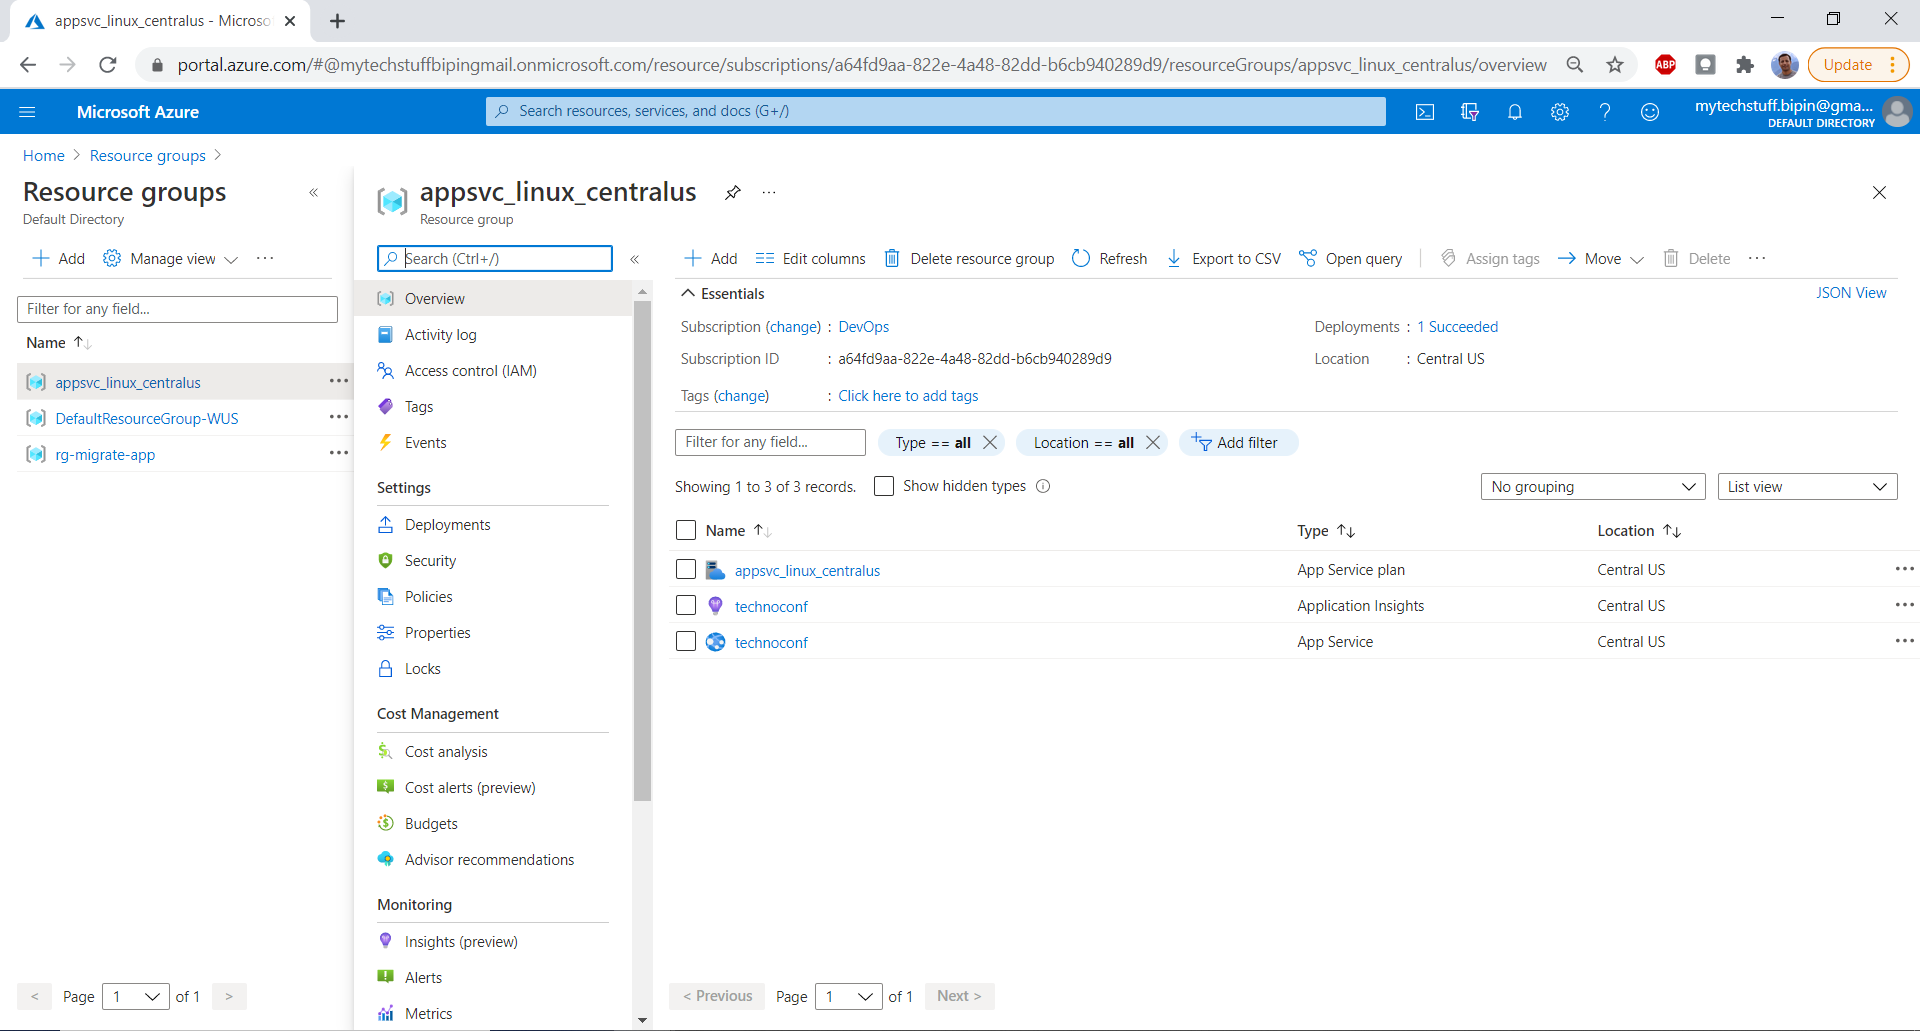 appsvc_linux_centralus - Microso
portal.azure.com/#@mytechstuffbipingmail.onmicrosoft.com/resource/subscriptions/a64fd9aa-822e-4a48-82dd-b6cb940289d9/resourceGroups/appsvc_linux_centralus/overview
ABP
Update
Microsoft Azure
Search resources, services, and docs (G+/)
mytechstuff.bipin@gma...
DEFAULT DIRECTORY
Home > Resource groups >
Resource groups
Default Directory
Add Manage view ...
Filter for any field...
Name
appsvc_linux_centralus
DefaultResourceGroup-WUS
rg-migrate-app
< Page 1 of 1 >
appsvc_linux_centralus ...
Resource group
Search (Ctrl+/)
Overview
Activity log
Access control (IAM)
Tags
Events
Settings
Deployments
Security
Policies
Properties
Locks
Cost Management
Cost analysis
Cost alerts (preview)
Budgets
Advisor recommendations
Monitoring
Insights (preview)
Alerts
Metrics
Add Edit columns Delete resource group Refresh Export to CSV Open query Assign tags Move Delete ...
Essentials JSON View
Subscription (change) : DevOps Deployments : 1 Succeeded
Subscription ID : a64fd9aa-822e-4a48-82dd-b6cb940289d9 Location : Central US
Tags (change) : Click here to add tags
Filter for any field... Type == all Location == all Add filter
Showing 1 to 3 of 3 records. Show hidden types No grouping List view
Name Type Location
appsvc_linux_centralus App Service plan Central US
technoconf Application Insights Central US
technoconf App Service Central US
< Previous Page 1 of 1 Next >